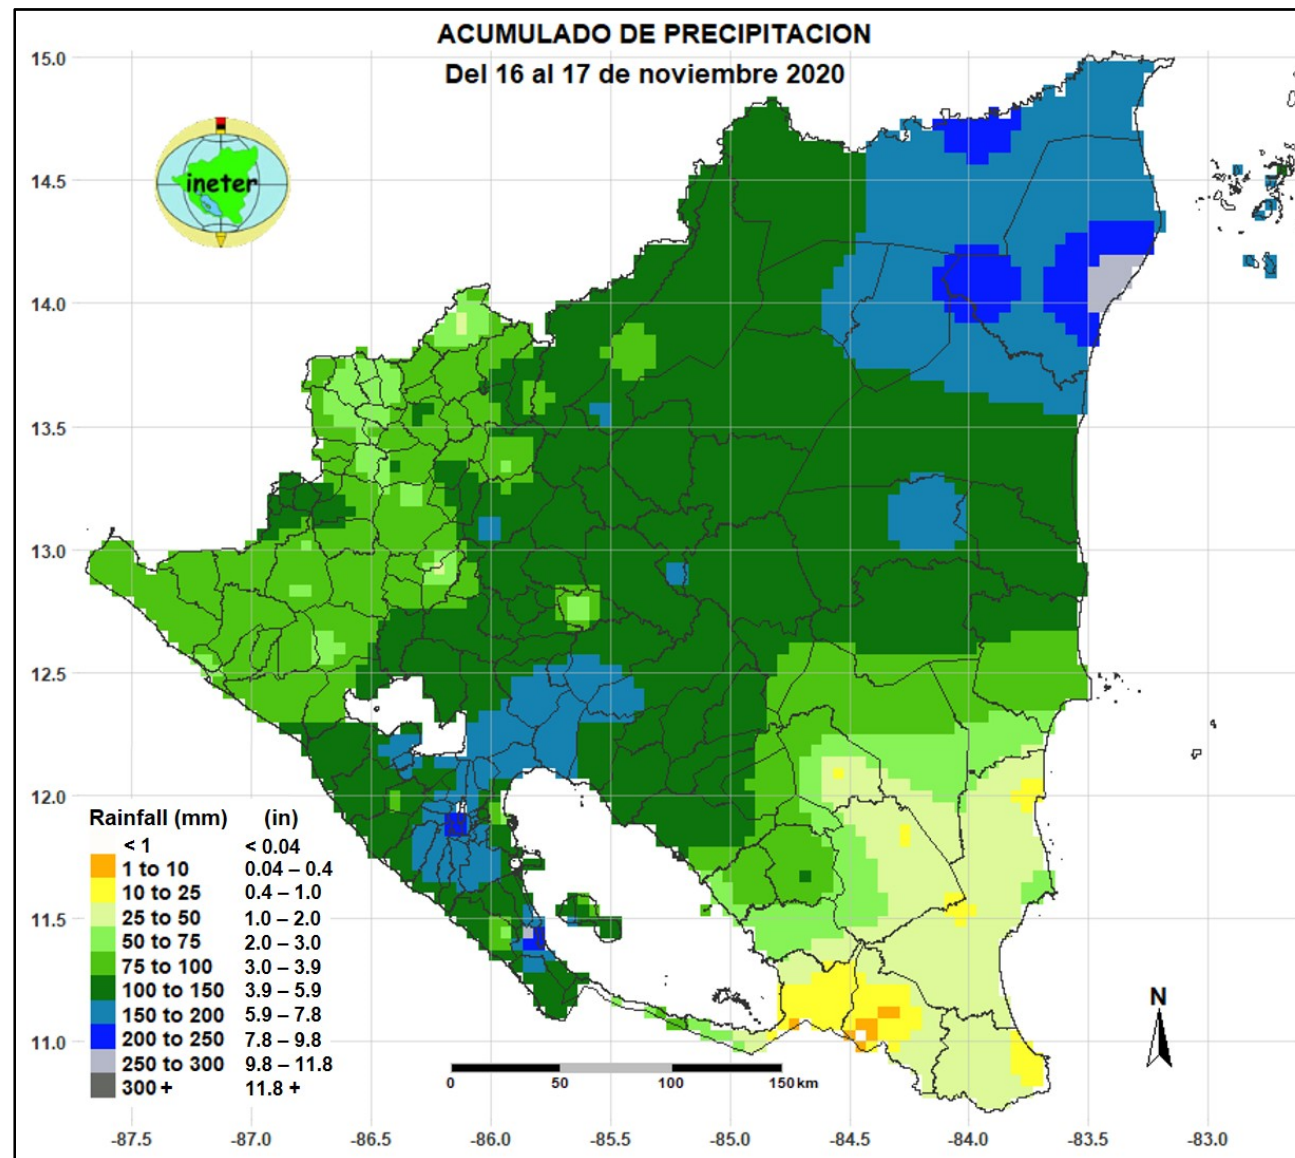 ACUMULADO DE PRECIPITACION
Del 16 al 17 de noviembre 2020
ineter
15.0
14.5
14.0
13.5
13.0
12.5
12.0
11.5
11.0
Rainfall (mm) (in)
< 1 < 0.04
1 to 10 0.04 – 0.4
10 to 25 0.4 – 1.0
25 to 50 1.0 – 2.0
50 to 75 2.0 – 3.0
75 to 100 3.0 – 3.9
100 to 150 3.9 – 5.9
150 to 200 5.9 – 7.8
200 to 250 7.8 – 9.8
250 to 300 9.8 – 11.8
300 + 11.8 +
N
0 50 100 150 km
-87.5 -87.0 -86.5 -86.0 -85.5 -85.0 -84.5 -84.0 -83.5 -83.0